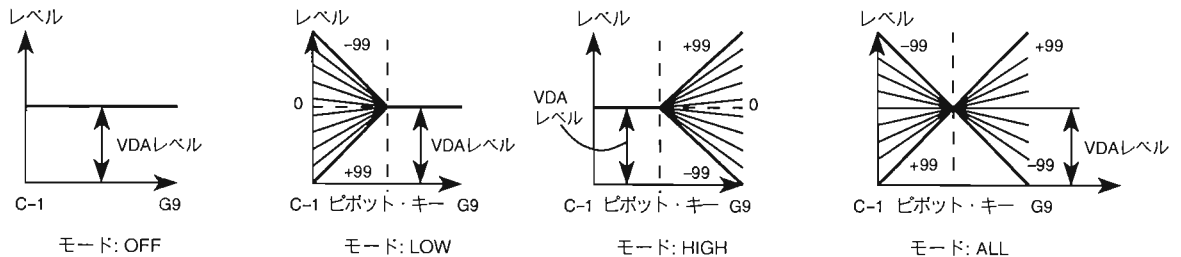 レベル
VDAレベル
C-1
G9
モード: OFF
レベル
–99
0
+99
VDAレベル
C-1 ピボット・キー G9
モード: LOW
レベル
+99
VDA
レベル
0
–99
C-1 ピボット・キー G9
モード: HIGH
レベル
–99
+99
+99
–99
VDAレベル
C-1 ピボット・キー G9
モード: ALL